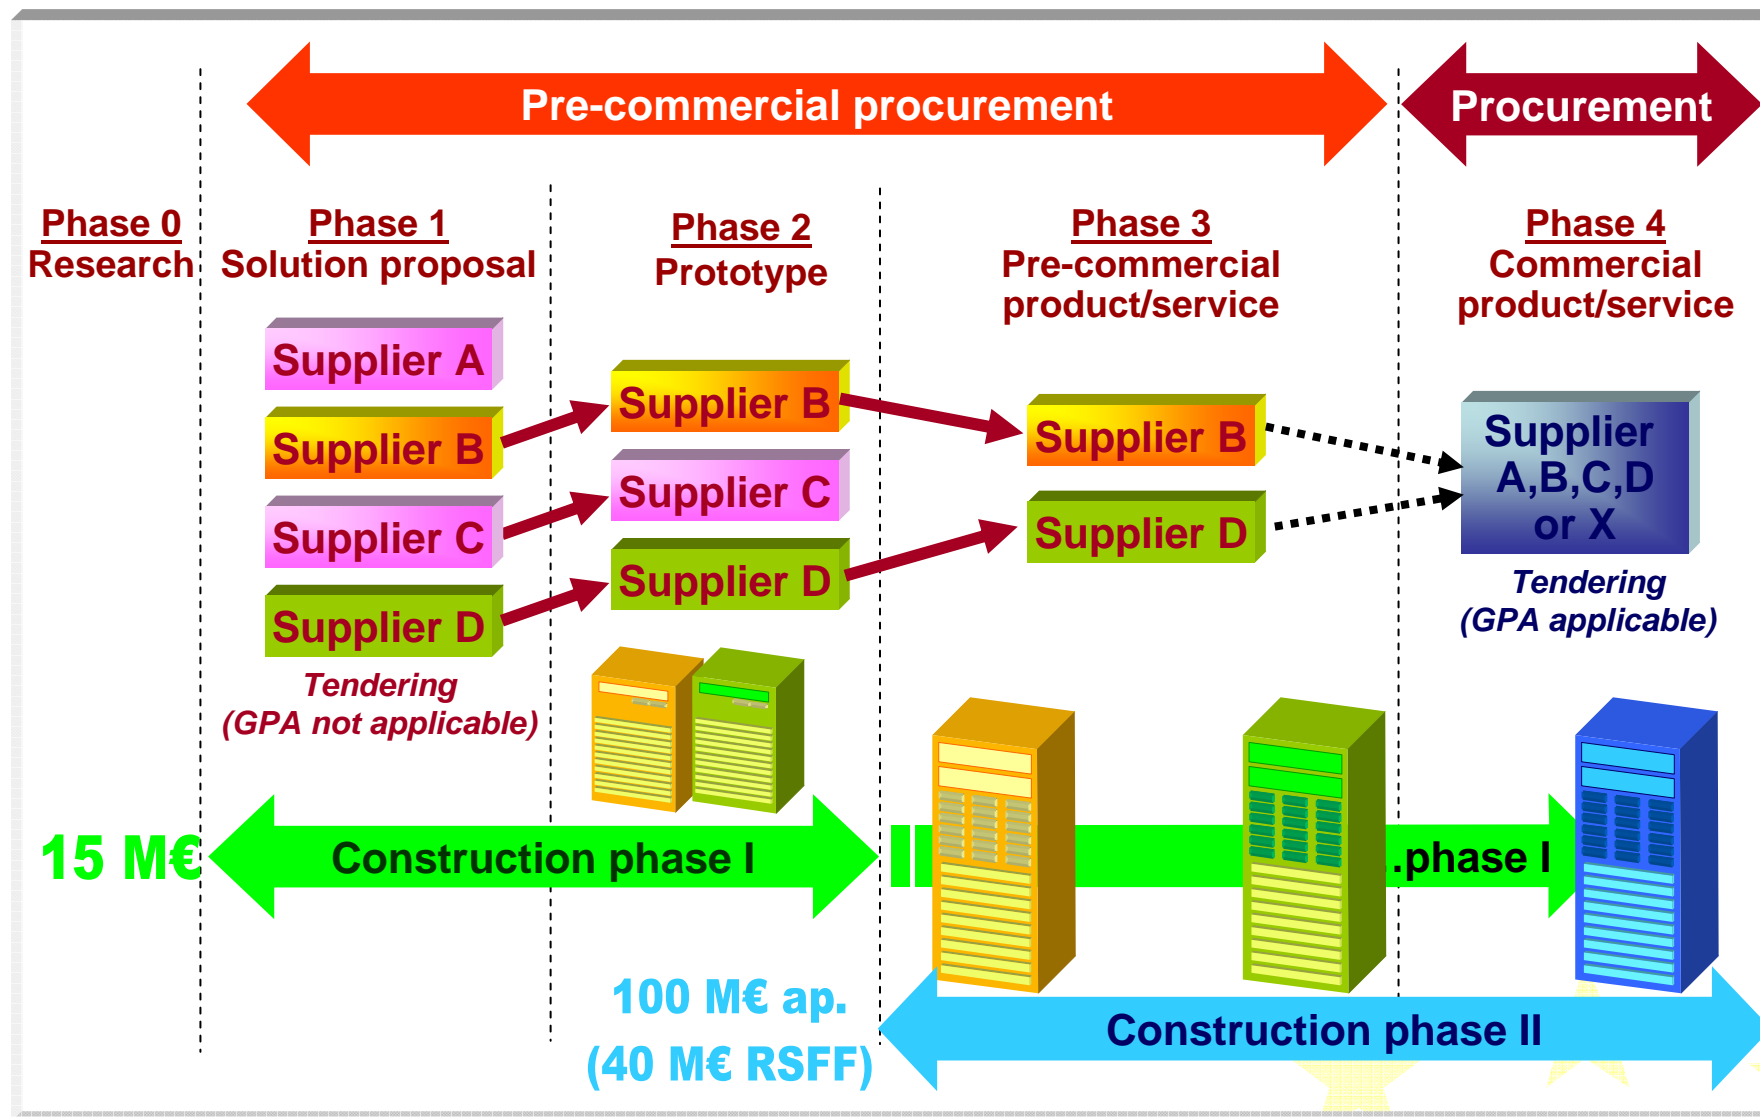 Pre-commercial procurement
Procurement
Phase 0
Research
Phase 1
Solution proposal
Phase 2
Prototype
Phase 3
Pre-commercial
product/service
Phase 4
Commercial
product/service
Supplier A
Supplier B
Supplier C
Supplier D
Tendering
(GPA not applicable)
Supplier B
Supplier C
Supplier D
Supplier B
Supplier D
Supplier
A,B,C,D
or X
Tendering
(GPA applicable)
15 M€
Construction phase I
..phase I
100 M€ ap.
(40 M€ RSFF)
Construction phase II